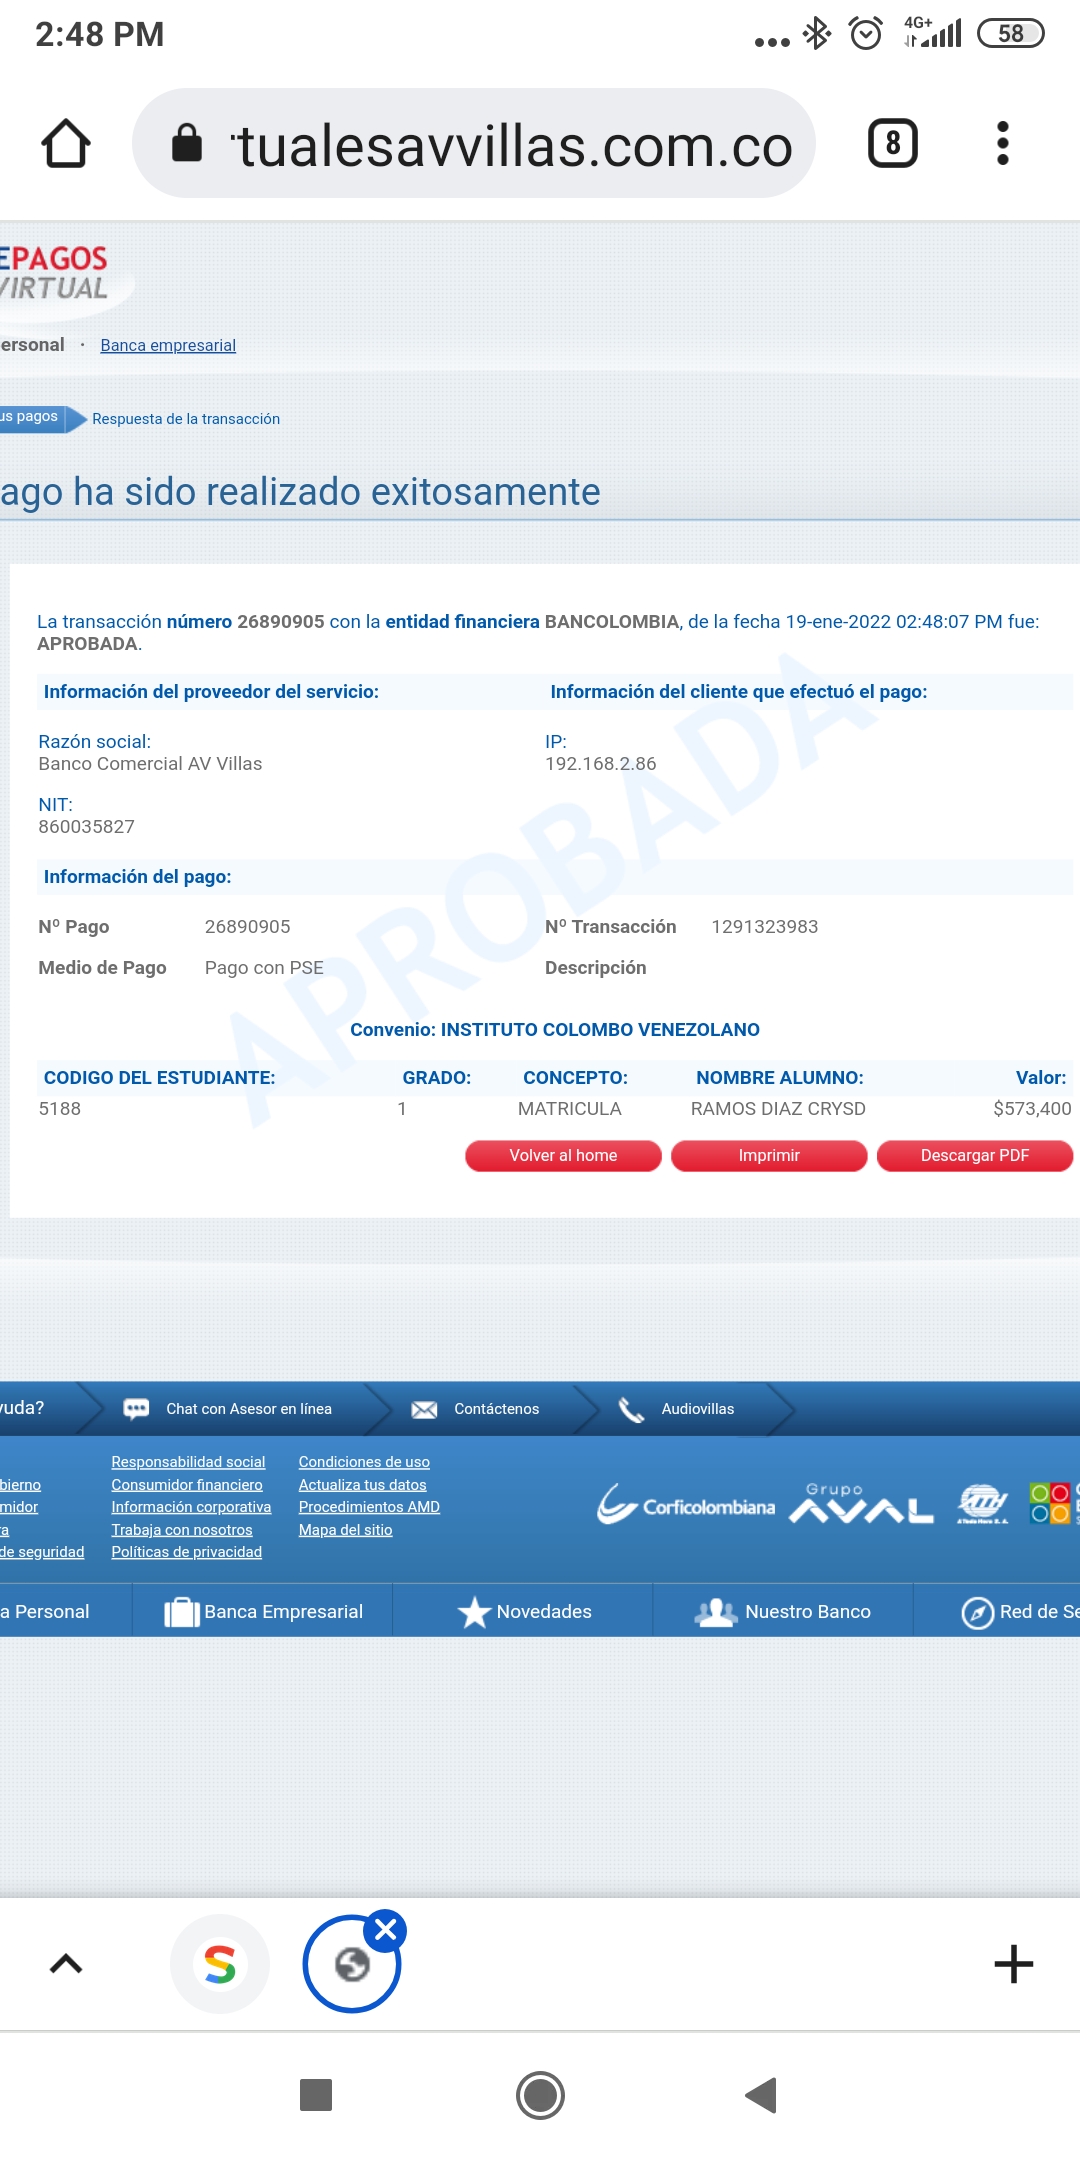 2:48 PM
4G+
58
tualesavvillas.com.co
8
EPAGOS
VIRTUAL
ersonal · Banca empresarial
us pagos Respuesta de la transacción
ago ha sido realizado exitosamente
La transacción número 26890905 con la entidad financiera BANCOLOMBIA, de la fecha 19-ene-2022 02:48:07 PM fue:
APROBADA.
Información del proveedor del servicio: Información del cliente que efectuó el pago:
Razón social: IP:
Banco Comercial AV Villas 192.168.2.86
NIT:
860035827
APROBADA
Información del pago:
Nº Pago 26890905 Nº Transacción 1291323983
Medio de Pago Pago con PSE Descripción
Convenio: INSTITUTO COLOMBO VENEZOLANO
CODIGO DEL ESTUDIANTE: GRADO: CONCEPTO: NOMBRE ALUMNO: Valor:
5188 1 MATRICULA RAMOS DIAZ CRYSD $573,400
Volver al home Imprimir Descargar PDF
yuda? Chat con Asesor en línea Contáctenos Audiovillas
Responsabilidad social Condiciones de uso
bierno Consumidor financiero Actualiza tus datos
midor Información corporativa Procedimientos AMD
ra Trabaja con nosotros Mapa del sitio
de seguridad Políticas de privacidad
Corficolombiana Grupo AVAL ATH A Toda Hora S.A.
a Personal Banca Empresarial Novedades Nuestro Banco Red de Se